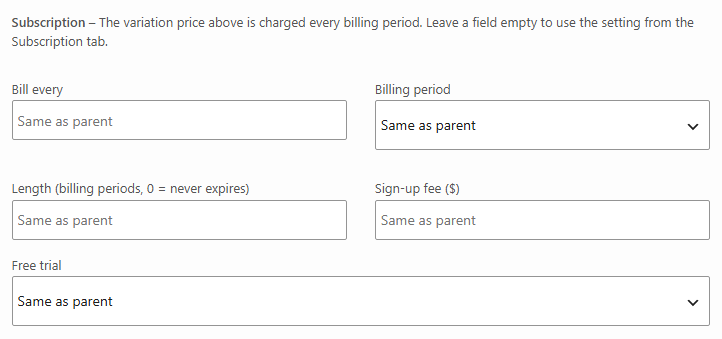 Subscription – The variation price above is charged every billing period. Leave a field empty to use the setting from the
Subscription tab.
Bill every
Billing period
Same as parent
Same as parent
Length (billing periods, 0 = never expires)
Sign-up fee ($)
Same as parent
Same as parent
Free trial
Same as parent